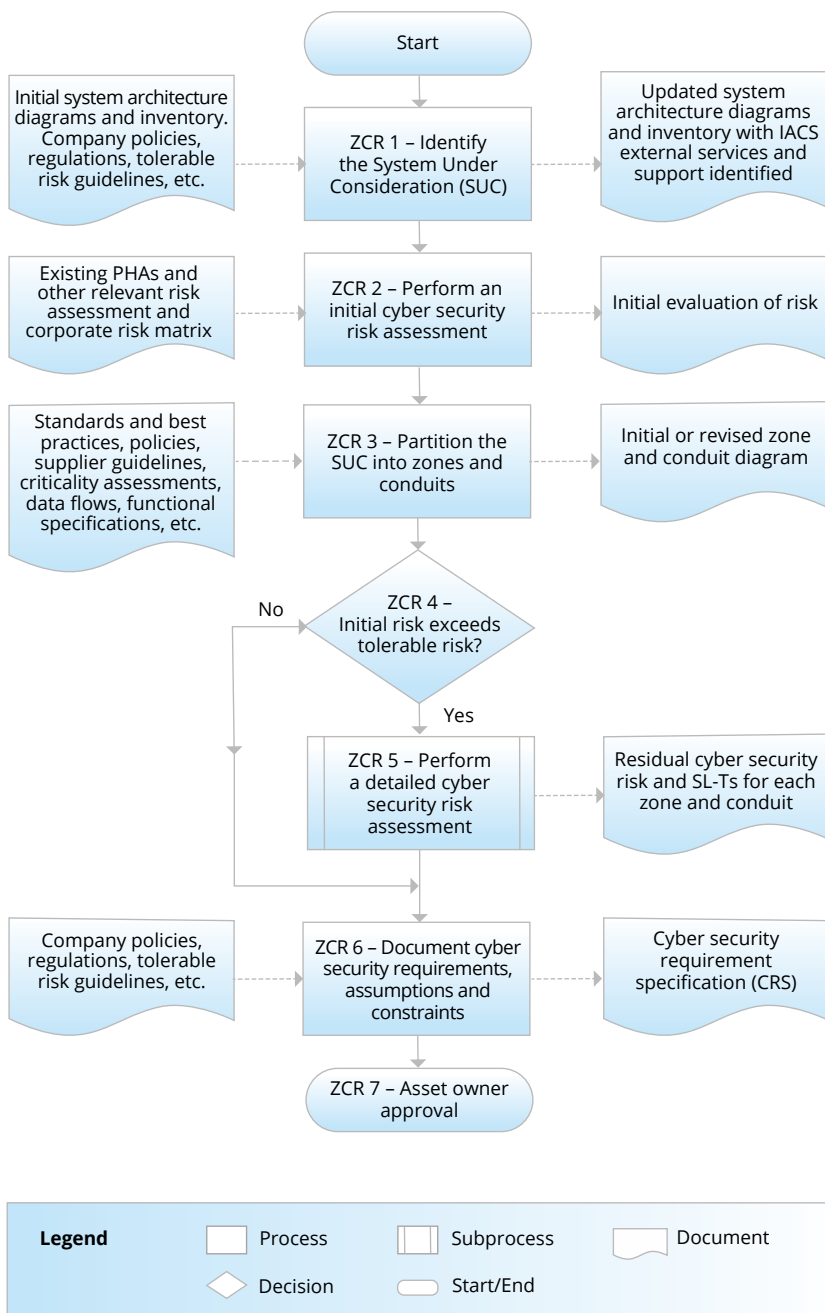 Start
Initial system architecture
diagrams and inventory.
Company policies,
regulations, tolerable
risk guidelines, etc.
ZCR 1 – Identify
the System Under
Consideration (SUC)
Updated system
architecture diagrams
and inventory with IACS
external services and
support identified
Existing PHAs and
other relevant risk
assessment and
corporate risk matrix
ZCR 2 – Perform an
initial cyber security
risk assessment
Initial evaluation of risk
Standards and best
practices, policies,
supplier guidelines,
criticality assessments,
data flows, functional
specifications, etc.
ZCR 3 – Partition the
SUC into zones and
conduits
Initial or revised zone
and conduit diagram
ZCR 4 –
Initial risk exceeds
tolerable risk?
No
Yes
ZCR 5 – Perform
a detailed cyber
security risk
assessment
Residual cyber security
risk and SL-Ts for each
zone and conduit
Company policies,
regulations, tolerable
risk guidelines, etc.
ZCR 6 – Document cyber
security requirements,
assumptions and
constraints
Cyber security
requirement
specification (CRS)
ZCR 7 – Asset owner
approval
Legend
Process
Subprocess
Document
Decision
Start/End